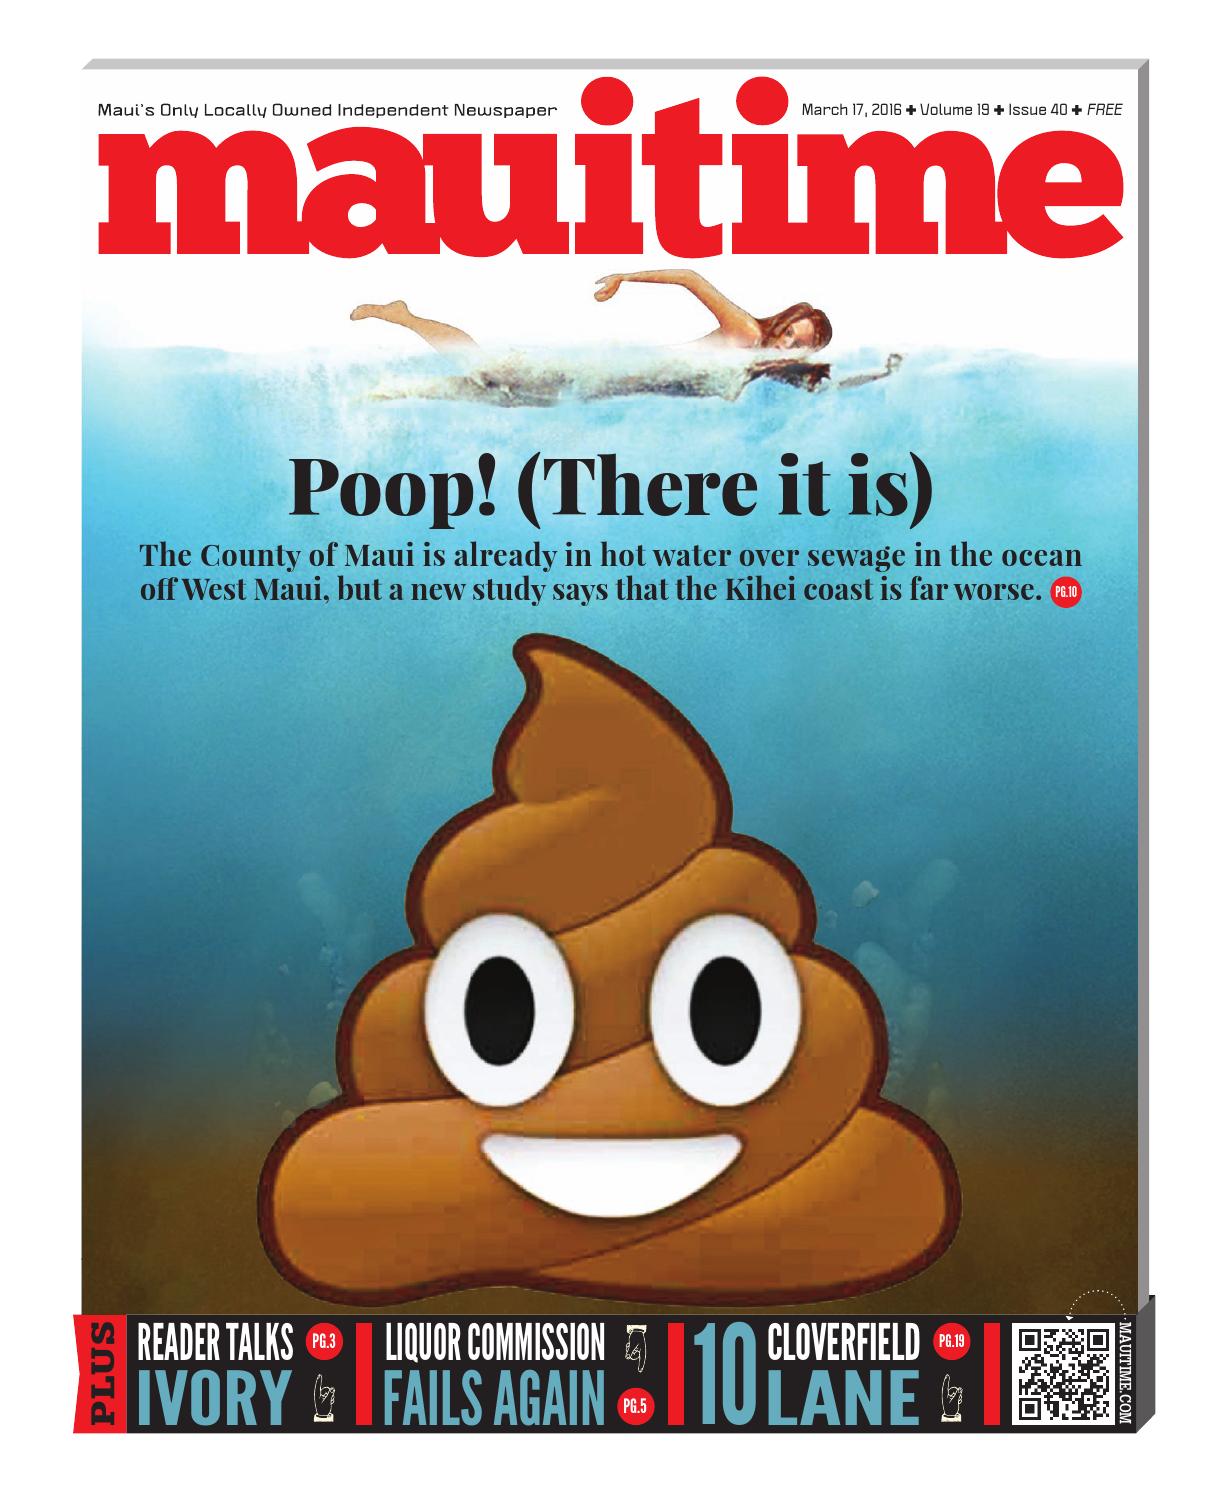 Maui's Only Locally Owned Independent Newspaper
March 17, 2016 + Volume 19 + Issue 40 + FREE
mauitime
Poop! (There it is)
The County of Maui is already in hot water over sewage in the ocean
off West Maui, but a new study says that the Kihei coast is far worse. PG.10
PLUS
READER TALKS PG.3
IVORY
LIQUOR COMMISSION
FAILS AGAIN PG.5
10 CLOVERFIELD PG.19
LANE
MAUITIME.COM